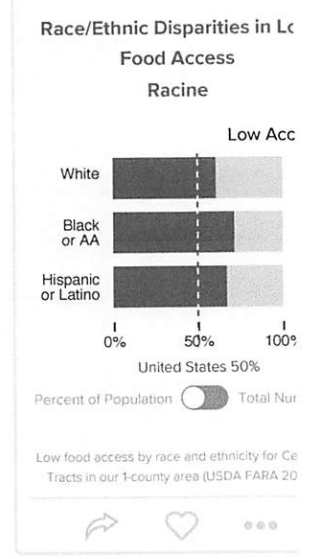 Race/Ethnic Disparities in Lo
Food Access
Racine
Low Acc
White
Black
or AA
Hispanic
or Latino
0% 50% 100%
United States 50%
Percent of Population Total Nur
Low food access by race and ethnicity for Ce
Tracts in our 1-county area (USDA FARA 20